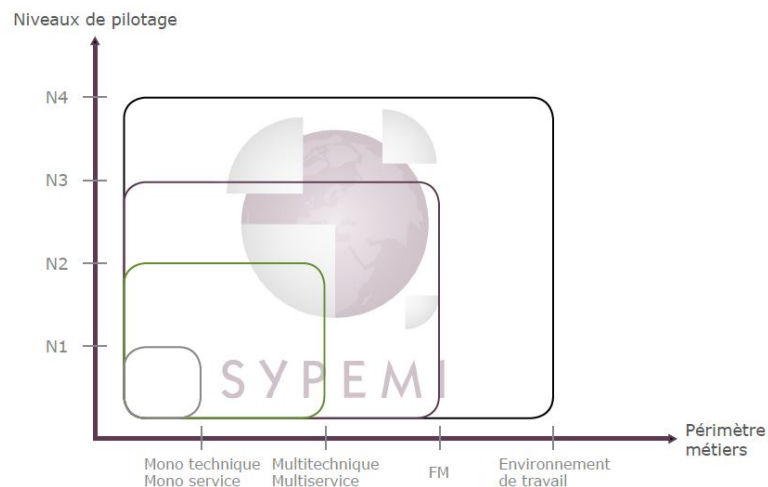 Niveaux de pilotage
N4
N3
N2
N1
SYPEMI
Périmètre
métiers
Mono technique
Mono service
Multitechnique
Multiservice
FM
Environnement
de travail